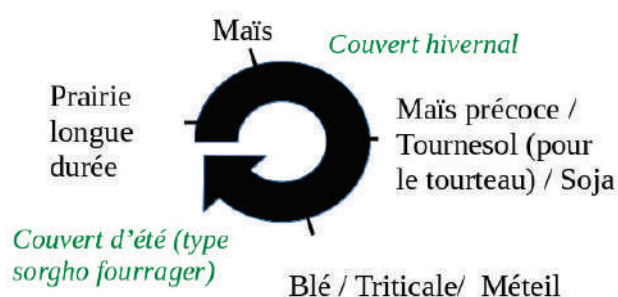 Maïs
Couvert hivernal
Prairie
longue
durée
Maïs précoce /
Tournesol (pour
le tourteau) / Soja
Couvert d’été (type
sorgho fourrager)
Blé / Triticale/ Méteil